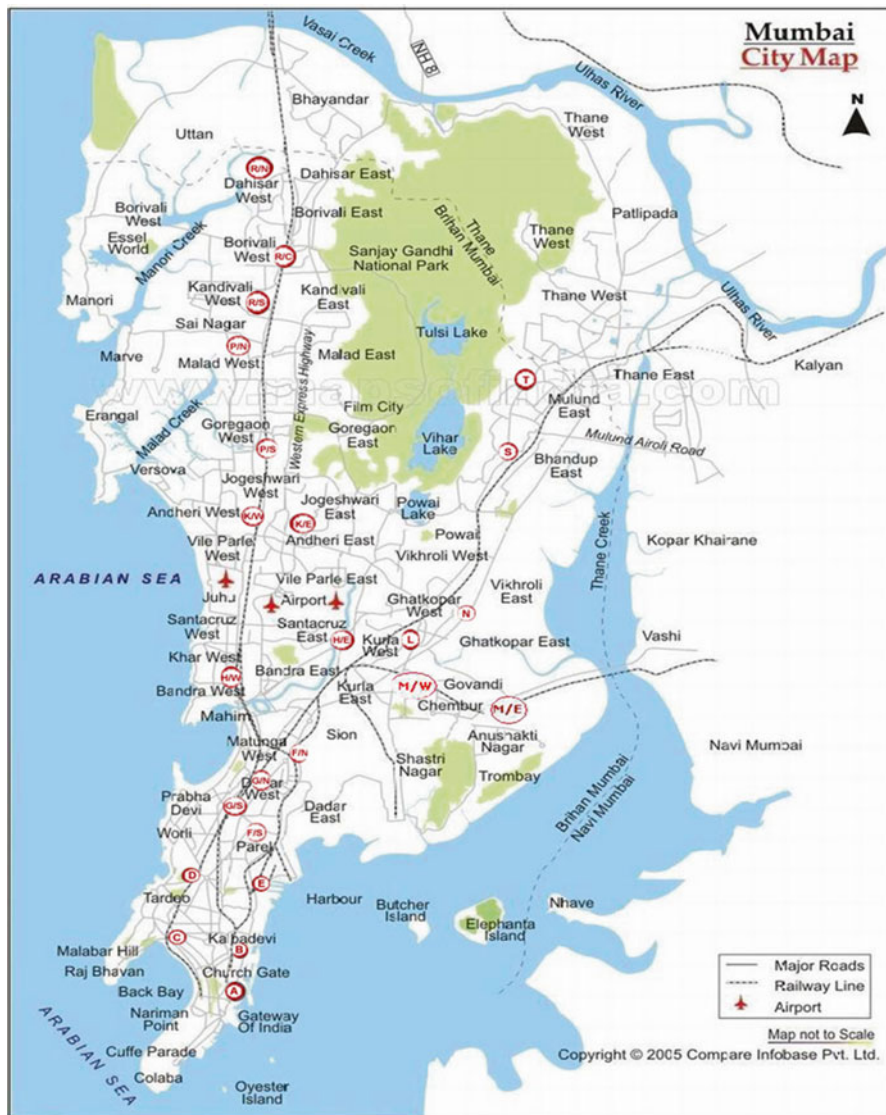 Mumbai
City Map
N
Vasai Creek
NH 8
Ulhas River
Bhayandar
Thane
West
Uttan
R/N
Dahisar
West
Dahisar East
Borivali
West
Borivali East
Thane
Brihan Mumbai
Thane
West
Patlipada
Essel
World
Manori Creek
Borivali
West
R/C
Sanjay Gandhi
National Park
Kandivali
West
R/S
Kandivali
East
Thane West
Ulhas River
Manori
Sai Nagar
Tulsi Lake
P/N
Marve
Malad West
Malad East
Western Express Highway
Thane East
Kalyan
www.mapsofindia.com
T
Mulund
East
Erangal
Malad Creek
Film City
Goregaon
West
Goregaon
East
Vihar
Lake
Mulund Airoli Road
P/S
S
Bhandup
East
Versova
Jogeshwari
West
Jogeshwari
East
Powai
Lake
Andheri West
K/W
K/E
Andheri East
Powai
Vile Parle
West
Vikhroli West
Thane Creek
Kopar Khairane
ARABIAN SEA
Vile Parle East
Vikhroli
East
Juhu
Airport
Ghatkopar
West
N
Santacruz
West
Santacruz
East
H/E
Kurla
West
L
Ghatkopar East
Vashi
Khar West
H/W
Bandra East
Kurla
East
M/W
Govandi
Bandra West
Chembur
M/E
Mahim
Anushakti
Nagar
Matunga
West
F/N
Sion
Navi Mumbai
Shastri
Nagar
Trombay
G/N
Dadar
West
Prabha
Devi
G/S
Dadar
East
Brihan Mumbai
Navi Mumbai
Worli
F/S
Parel
D
E
Tardeo
Harbour
Butcher
Island
Elephanta
Island
Nhave
C
Kalbadevi
Malabar Hill
B
Raj Bhavan
Church Gate
Back Bay
A
Nariman
Point
Gateway
Of India
ARABIAN SEA
Cuffe Parade
Colaba
Oyester
Island
Major Roads
Railway Line
Airport
Map not to Scale
Copyright © 2005 Compare Infobase Pvt. Ltd.